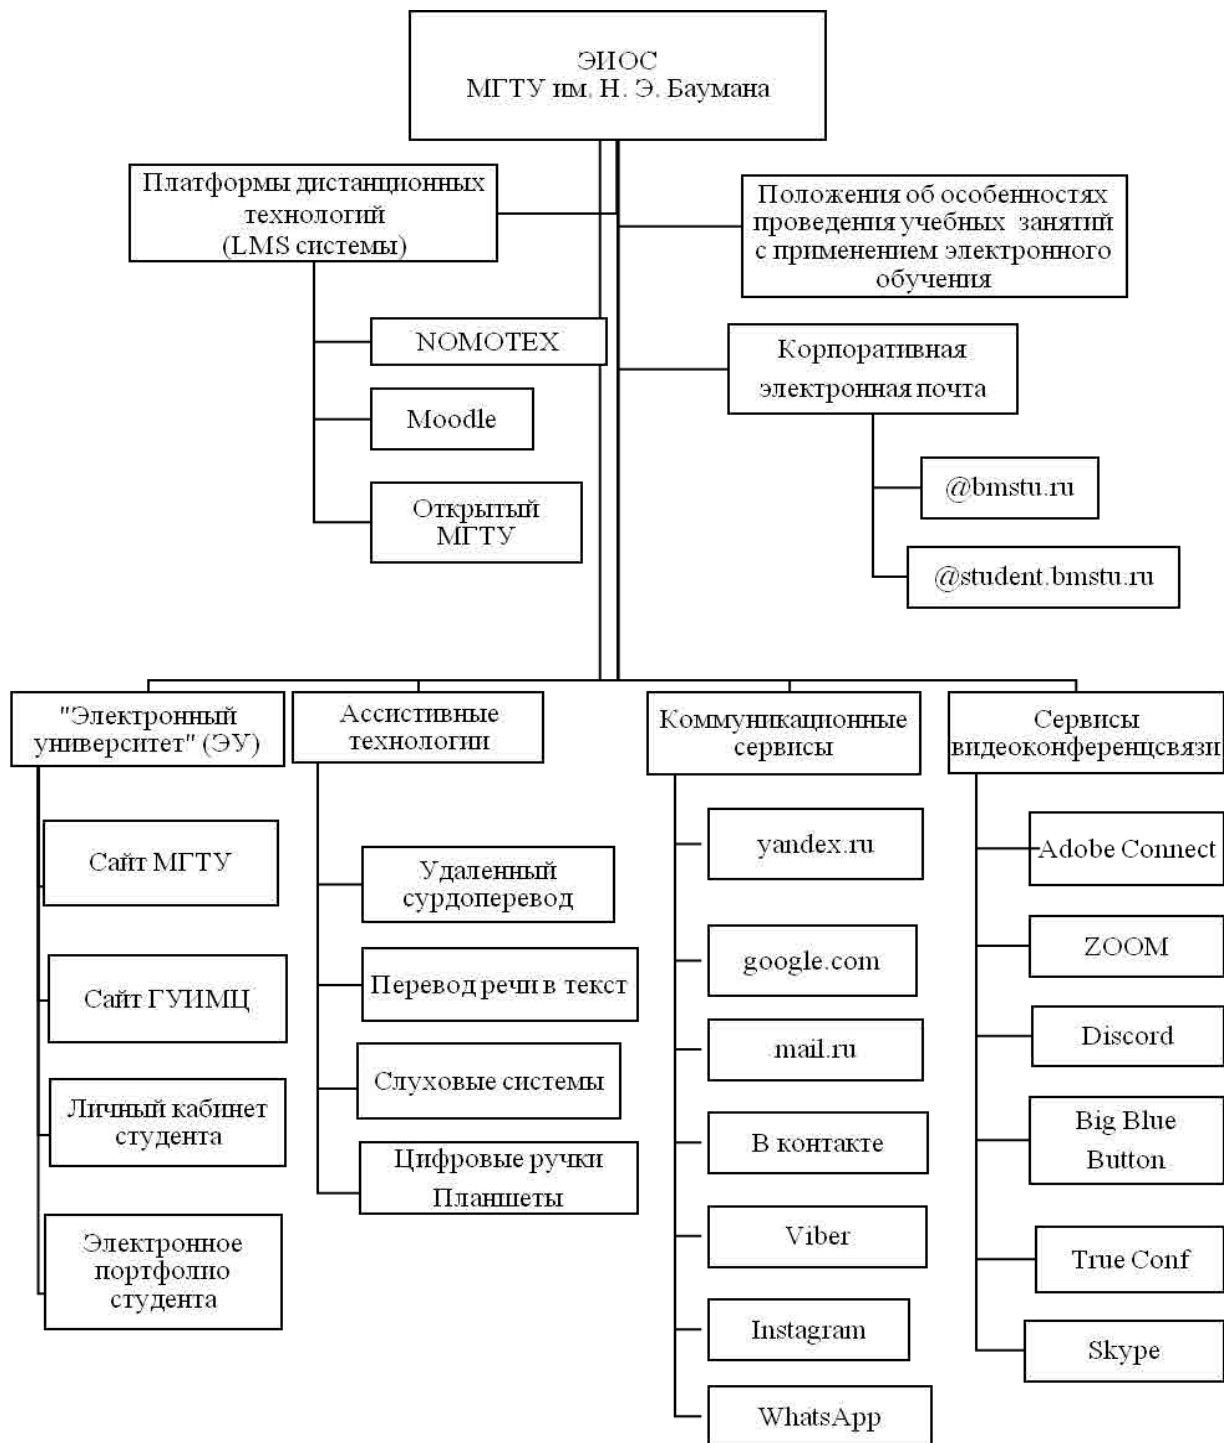 ЭИОС
МГТУ им. Н. Э. Баумана
Платформы дистанционных
технологий
(LMS системы)
Положения об особенностях
проведения учебных занятий
с применением электронного
обучения
NOMOTEX
Moodle
Открытый
МГТУ
Корпоративная
электронная почта
@bmstu.ru
@student.bmstu.ru
"Электронный
университет" (ЭУ)
Сайт МГТУ
Сайт ГУИМЦ
Личный кабинет
студента
Электронное
портфолио
студента
Ассистивные
технологии
Удаленный
сурдоперевод
Перевод речи в текст
Слуховые системы
Цифровые ручки
Планшеты
Коммуникационные
сервисы
yandex.ru
google.com
mail.ru
В контакте
Viber
Instagram
WhatsApp
Сервисы
видеоконференцсвязи
Adobe Connect
ZOOM
Discord
Big Blue
Button
True Conf
Skype